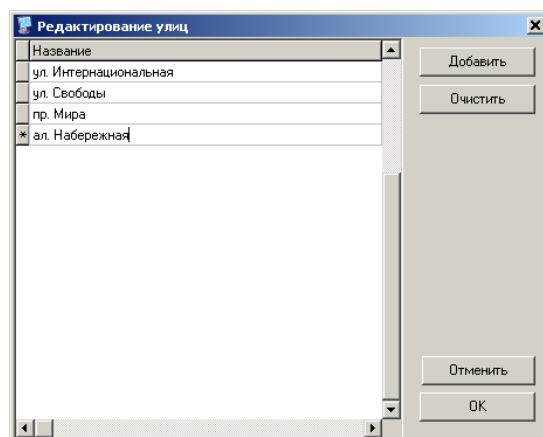 Редактирование улиц
Название
ул. Интернациональная
ул. Свободы
пр. Мира
* ал. Набережная
Добавить
Очистить
Отменить
OK